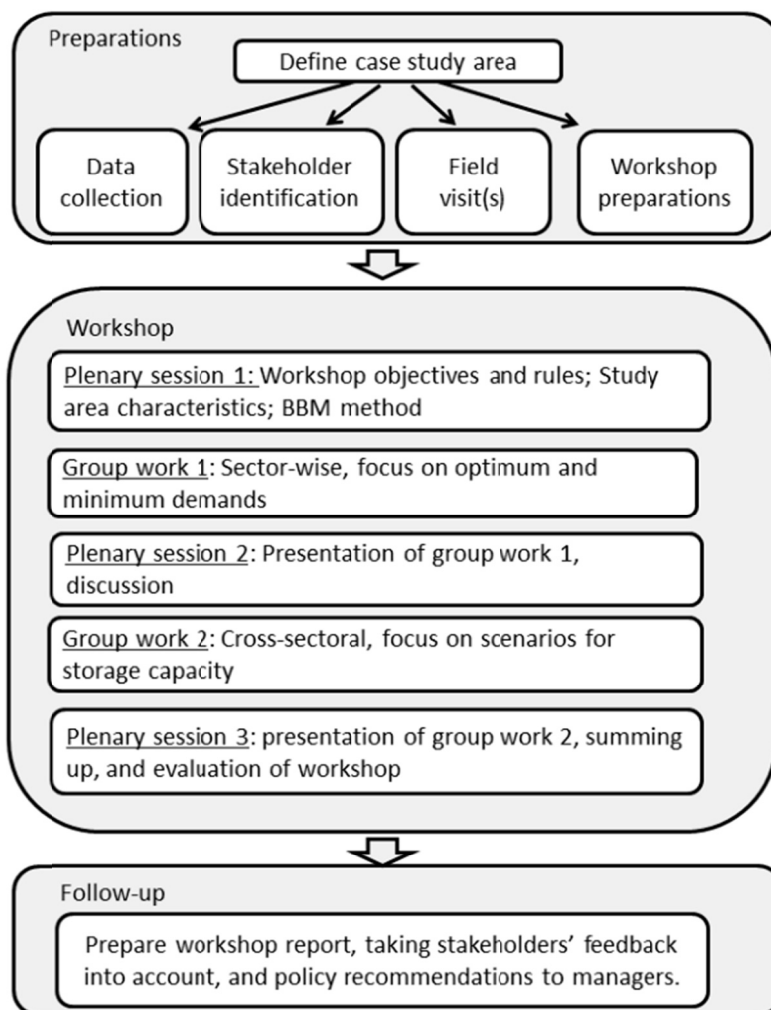 Preparations
Define case study area
Data
collection
Stakeholder
identification
Field
visit(s)
Workshop
preparations
Workshop
Plenary session 1: Workshop objectives and rules; Study
area characteristics; BBM method
Group work 1: Sector-wise, focus on optimum and
minimum demands
Plenary session 2: Presentation of group work 1,
discussion
Group work 2: Cross-sectoral, focus on scenarios for
storage capacity
Plenary session 3: presentation of group work 2, summing
up, and evaluation of workshop
Follow-up
Prepare workshop report, taking stakeholders’ feedback
into account, and policy recommendations to managers.